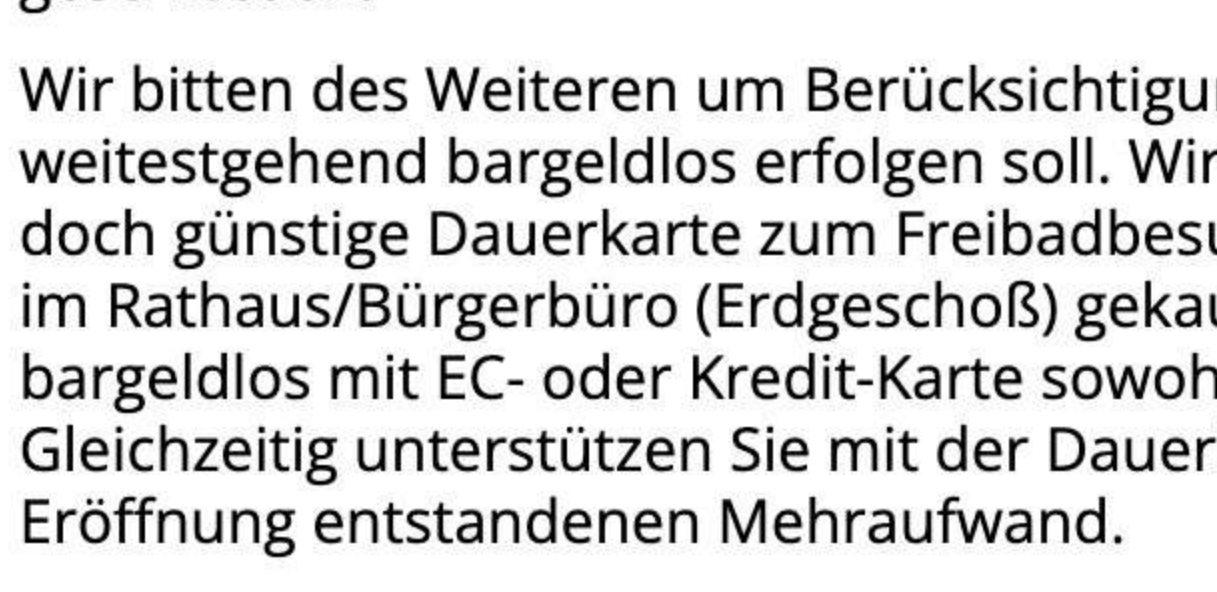 Wir bitten des Weiteren um Berücksichtigu
weitestgehend bargeldlos erfolgen soll. Wir
doch günstige Dauerkarte zum Freibadbesu
im Rathaus/Bürgerbüro (Erdgeschoß) gekau
bargeldlos mit EC- oder Kredit-Karte sowoh
Gleichzeitig unterstützen Sie mit der Dauer
Eröffnung entstandenen Mehraufwand.